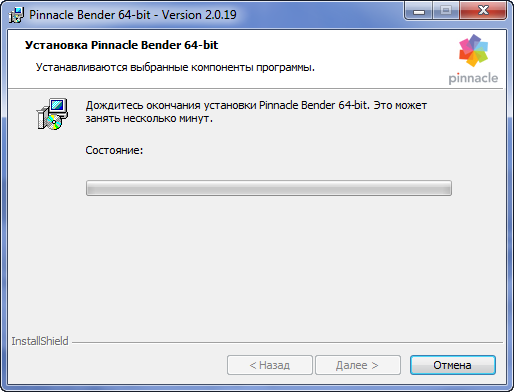 Pinnacle Bender 64-bit - Version 2.0.19
Установка Pinnacle Bender 64-bit
Устанавливаются выбранные компоненты программы.
pinnacle
Дождитесь окончания установки Pinnacle Bender 64-bit. Это может
занять несколько минут.
Состояние:
InstallShield
< Назад
Далее >
Отмена